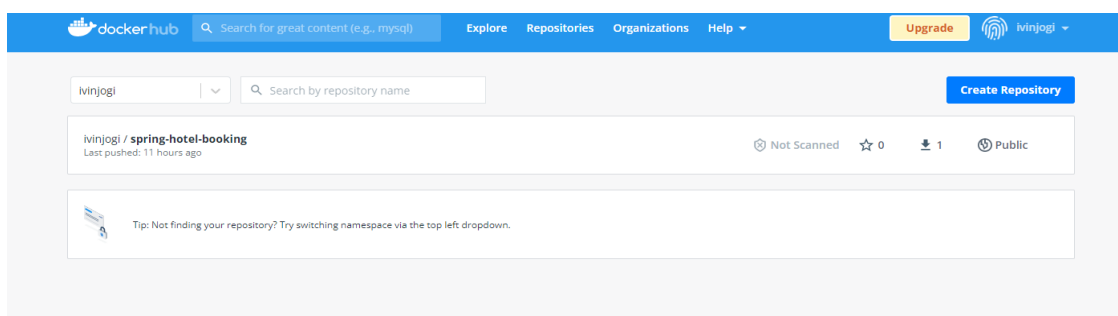 dockerhub Search for great content (e.g., mysql) Explore Repositories Organizations Help Upgrade ivinjogi
ivinjogi Search by repository name Create Repository
ivinjogi / spring-hotel-booking
Last pushed: 11 hours ago
Not Scanned 0 1 Public
Tip: Not finding your repository? Try switching namespace via the top left dropdown.